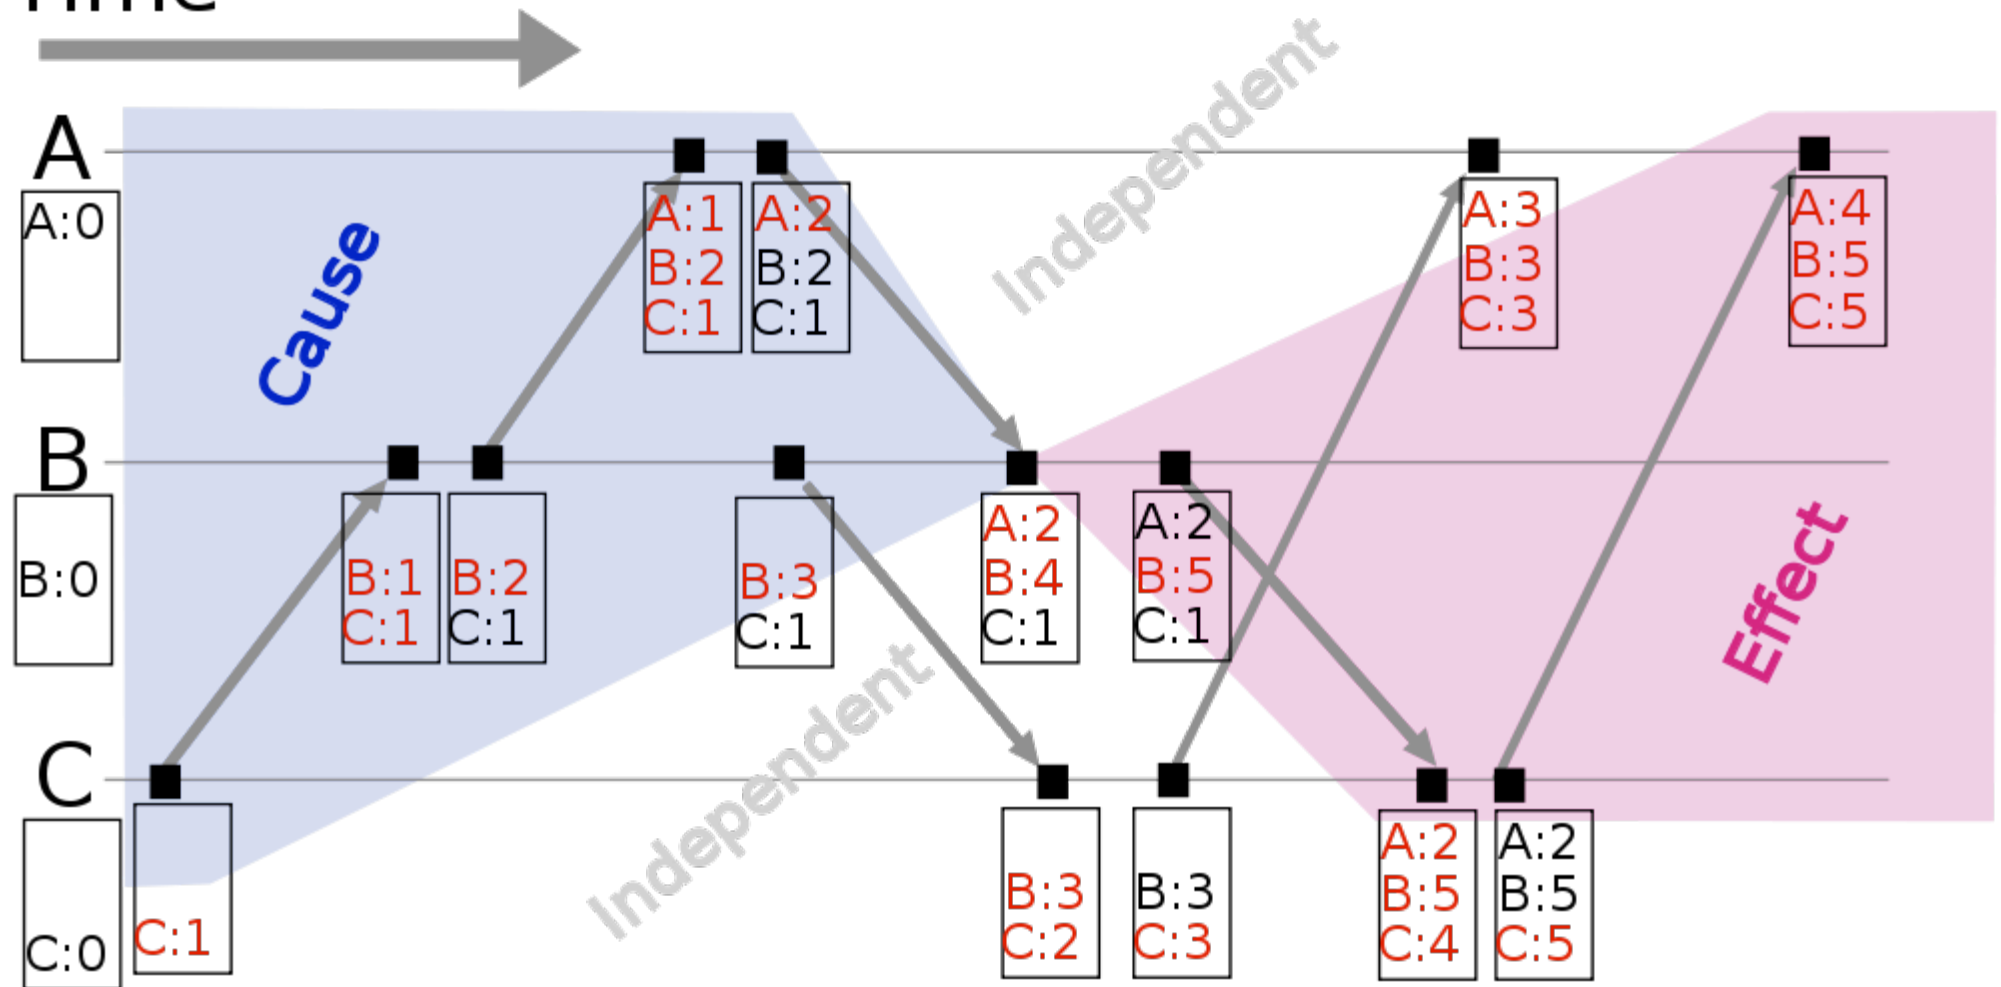 Time
Independent
A
A:0
Cause
A:1
B:2
C:1
A:2
B:2
C:1
A:3
B:3
C:3
A:4
B:5
C:5
B
B:0
B:1
C:1
B:2
C:1
B:3
C:1
A:2
B:4
C:1
A:2
B:5
C:1
Effect
Independent
C
C:0
C:1
B:3
C:2
B:3
C:3
A:2
B:5
C:4
A:2
B:5
C:5